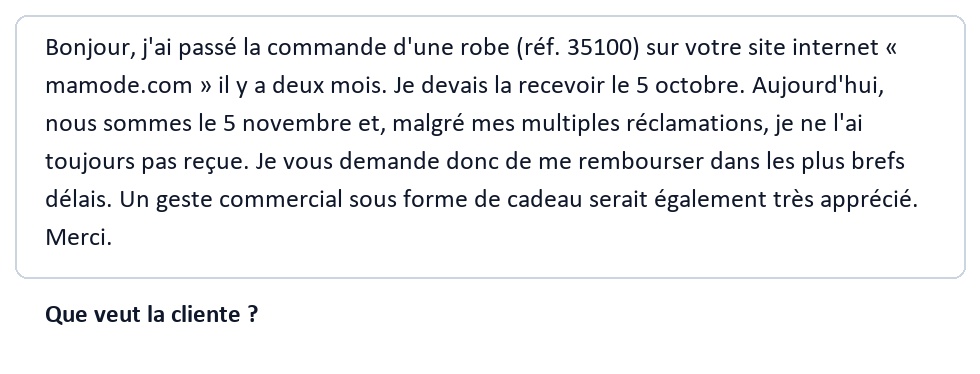 Bonjour, j'ai passé la commande d'une robe (réf. 35100) sur votre site internet «
mamode.com » il y a deux mois. Je devais la recevoir le 5 octobre. Aujourd'hui,
nous sommes le 5 novembre et, malgré mes multiples réclamations, je ne l'ai
toujours pas reçue. Je vous demande donc de me rembourser dans les plus brefs
délais. Un geste commercial sous forme de cadeau serait également très apprécié.
Merci.
Que veut la cliente ?